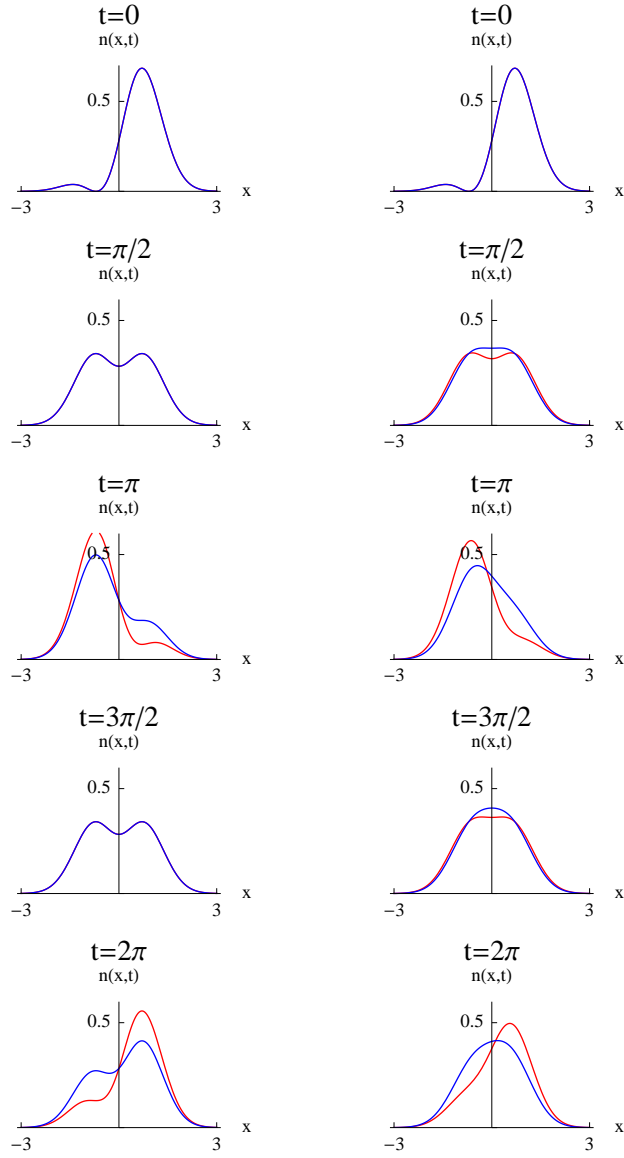 t=0
n(x,t)
0.5
−3
3
x
t=0
n(x,t)
0.5
−3
3
x
t=π/2
n(x,t)
0.5
−3
3
x
t=π/2
n(x,t)
0.5
−3
3
x
t=π
n(x,t)
0.5
−3
3
x
t=π
n(x,t)
0.5
−3
3
x
t=3π/2
n(x,t)
0.5
−3
3
x
t=3π/2
n(x,t)
0.5
−3
3
x
t=2π
n(x,t)
0.5
−3
3
x
t=2π
n(x,t)
0.5
−3
3
x